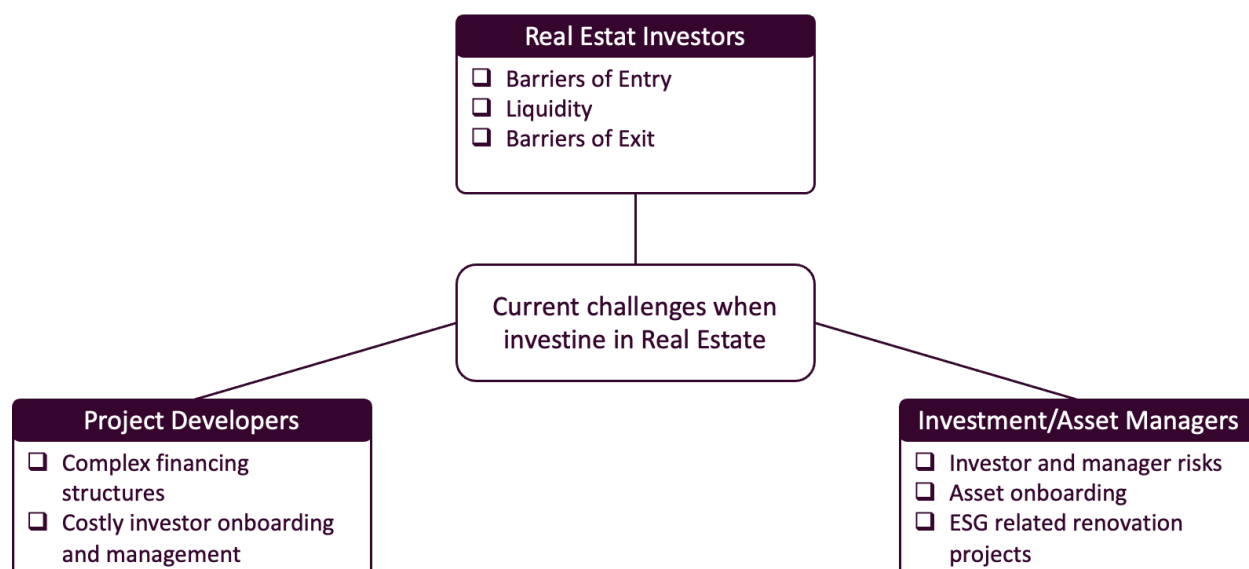 Real Estat Investors
❑ Barriers of Entry
❑ Liquidity
❑ Barriers of Exit
Current challenges when
investine in Real Estate
Project Developers
❑ Complex financing
structures
❑ Costly investor onboarding
and management
Investment/Asset Managers
❑ Investor and manager risks
❑ Asset onboarding
❑ ESG related renovation
projects